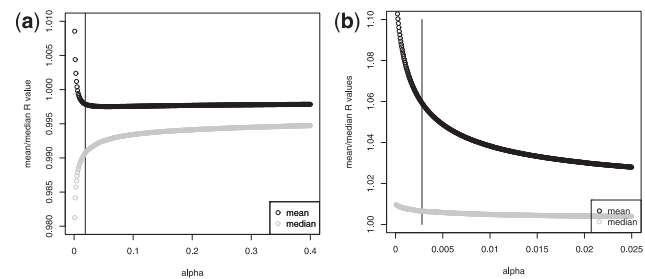 (a)
mean/median R value
1.010
1.005
1.000
0.995
0.990
0.985
0.980
0
0.1
0.2
0.3
0.4
alpha
mean
median
(b)
mean/median R values
1.10
1.08
1.06
1.04
1.02
1.00
0
0.005
0.01
0.015
0.02
0.025
alpha
mean
median